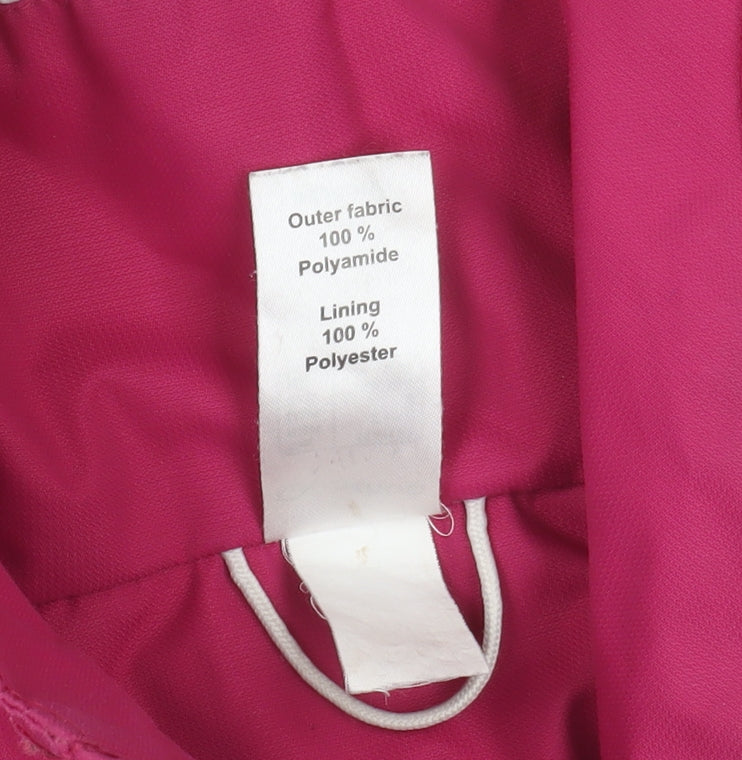 Outer fabric
100 %
Polyamide
Lining
100 %
Polyester